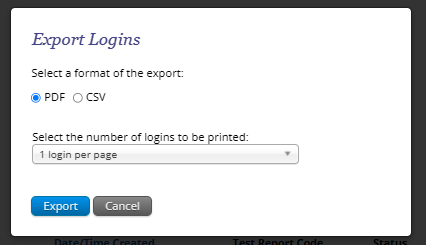 Export Logins
Select a format of the export:
PDF CSV
Select the number of logins to be printed:
1 login per page
Export Cancel
Date/Time Created Test Report Code Status